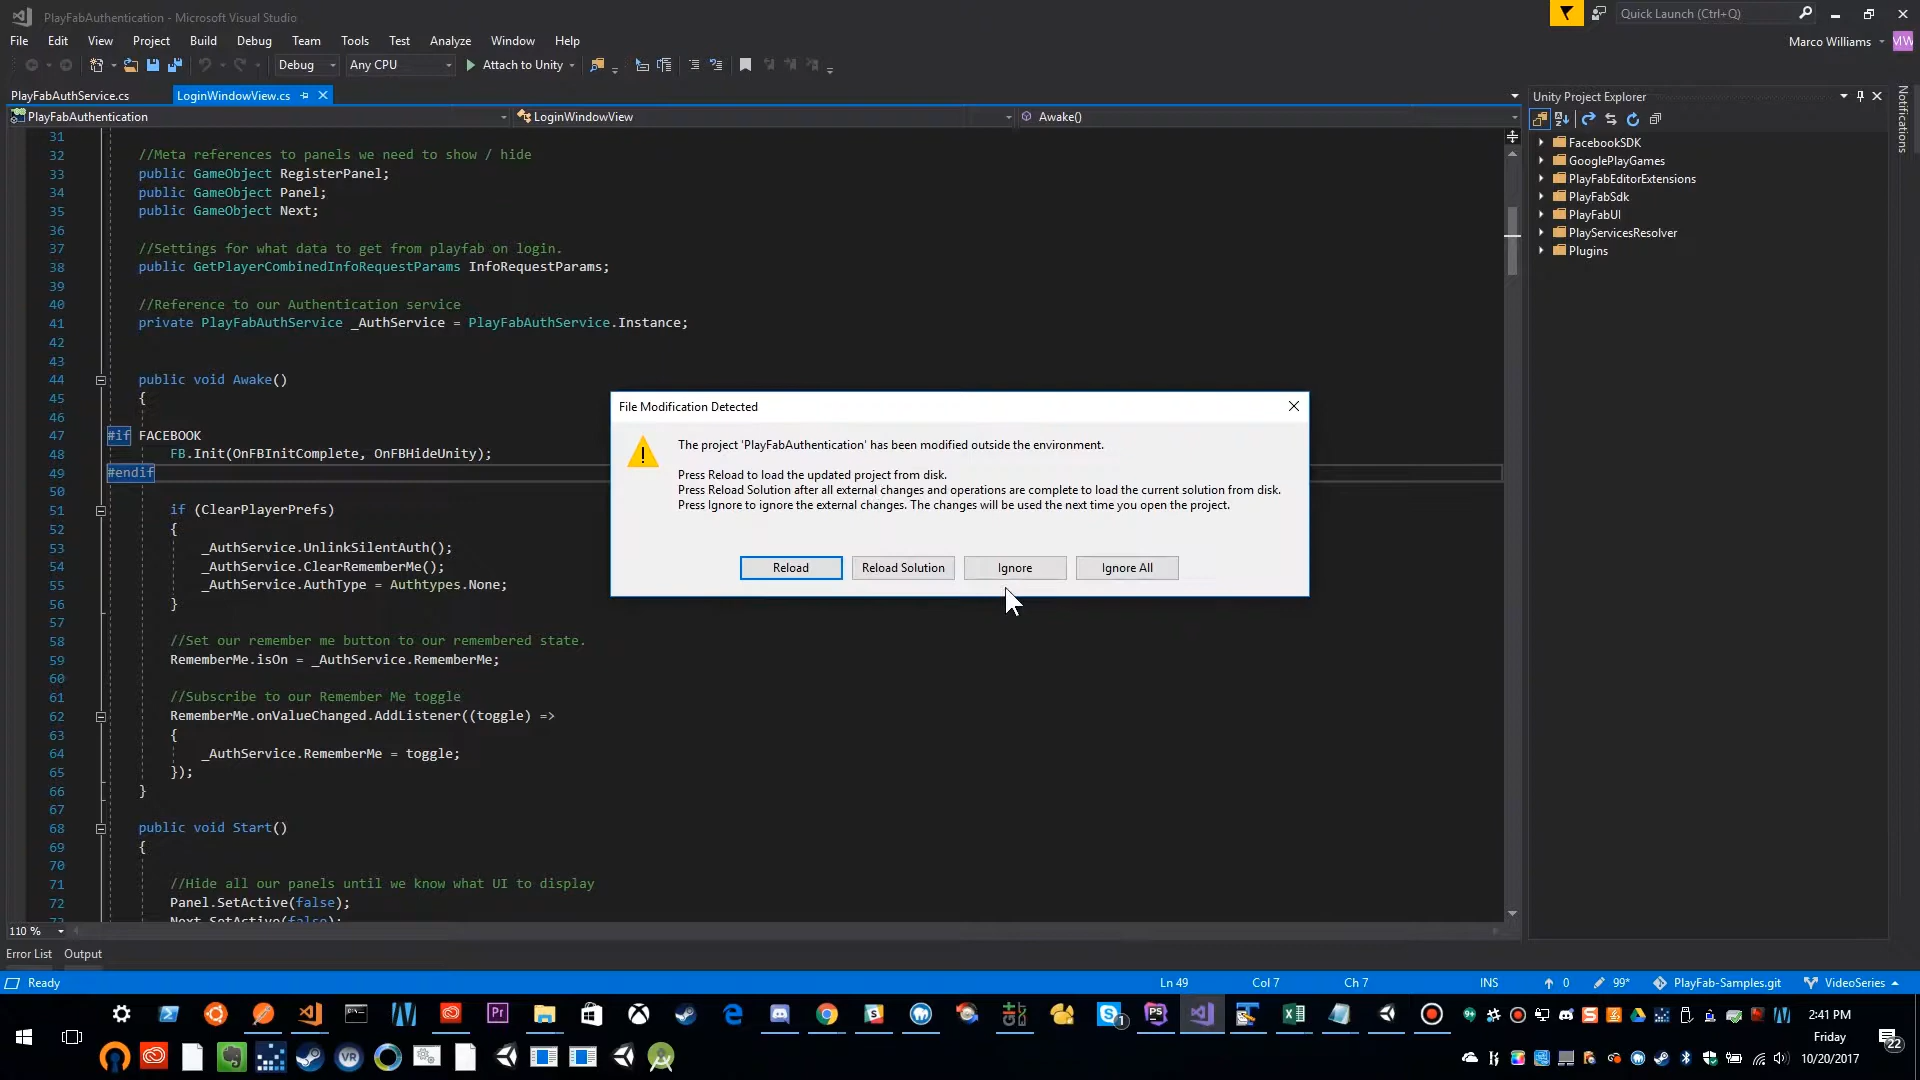 PlayFabAuthentication - Microsoft Visual Studio
Quick Launch (Ctrl+Q)
File Edit View Project Build Debug Team Tools Test Analyze Window Help
Marco Williams MW
Debug Any CPU Attach to Unity
PlayFabAuthService.cs LoginWindowView.cs
Unity Project Explorer
Notifications
PlayFabAuthentication LoginWindowView Awake()
FacebookSDK
GooglePlayGames
PlayFabEditorExtensions
PlayFabSdk
PlayFabUI
PlayServicesResolver
Plugins
31
32 //Meta references to panels we need to show / hide
33 public GameObject RegisterPanel;
34 public GameObject Panel;
35 public GameObject Next;
36
37 //Settings for what data to get from playfab on login.
38 public GetPlayerCombinedInfoRequestParams InfoRequestParams;
39
40 //Reference to our Authentication service
41 private PlayFabAuthService _AuthService = PlayFabAuthService.Instance;
42
43
44 public void Awake()
45 {
46
47 #if FACEBOOK
48 FB.Init(OnFBInitComplete, OnFBHideUnity);
49 #endif
50
51 if (ClearPlayerPrefs)
52 {
53 _AuthService.UnlinkSilentAuth();
54 _AuthService.ClearRememberMe();
55 _AuthService.AuthType = Authtypes.None;
56 }
57
58 //Set our remember me button to our remembered state.
59 RememberMe.isOn = _AuthService.RememberMe;
60
61 //Subscribe to our Remember Me toggle
62 RememberMe.onValueChanged.AddListener((toggle) =>
63 {
64 _AuthService.RememberMe = toggle;
65 });
66 }
67
68 public void Start()
69 {
70
71 //Hide all our panels until we know what UI to display
72 Panel.SetActive(false);
73 Next.SetActive(false);
File Modification Detected
The project 'PlayFabAuthentication' has been modified outside the environment.
Press Reload to load the updated project from disk.
Press Reload Solution after all external changes and operations are complete to load the current solution from disk.
Press Ignore to ignore the external changes. The changes will be used the next time you open the project.
Reload Reload Solution Ignore Ignore All
110 %
Error List Output
Ready Ln 49 Col 7 Ch 7 INS 0 99* PlayFab-Samples.git VideoSeries
2:41 PM
Friday
10/20/2017
22